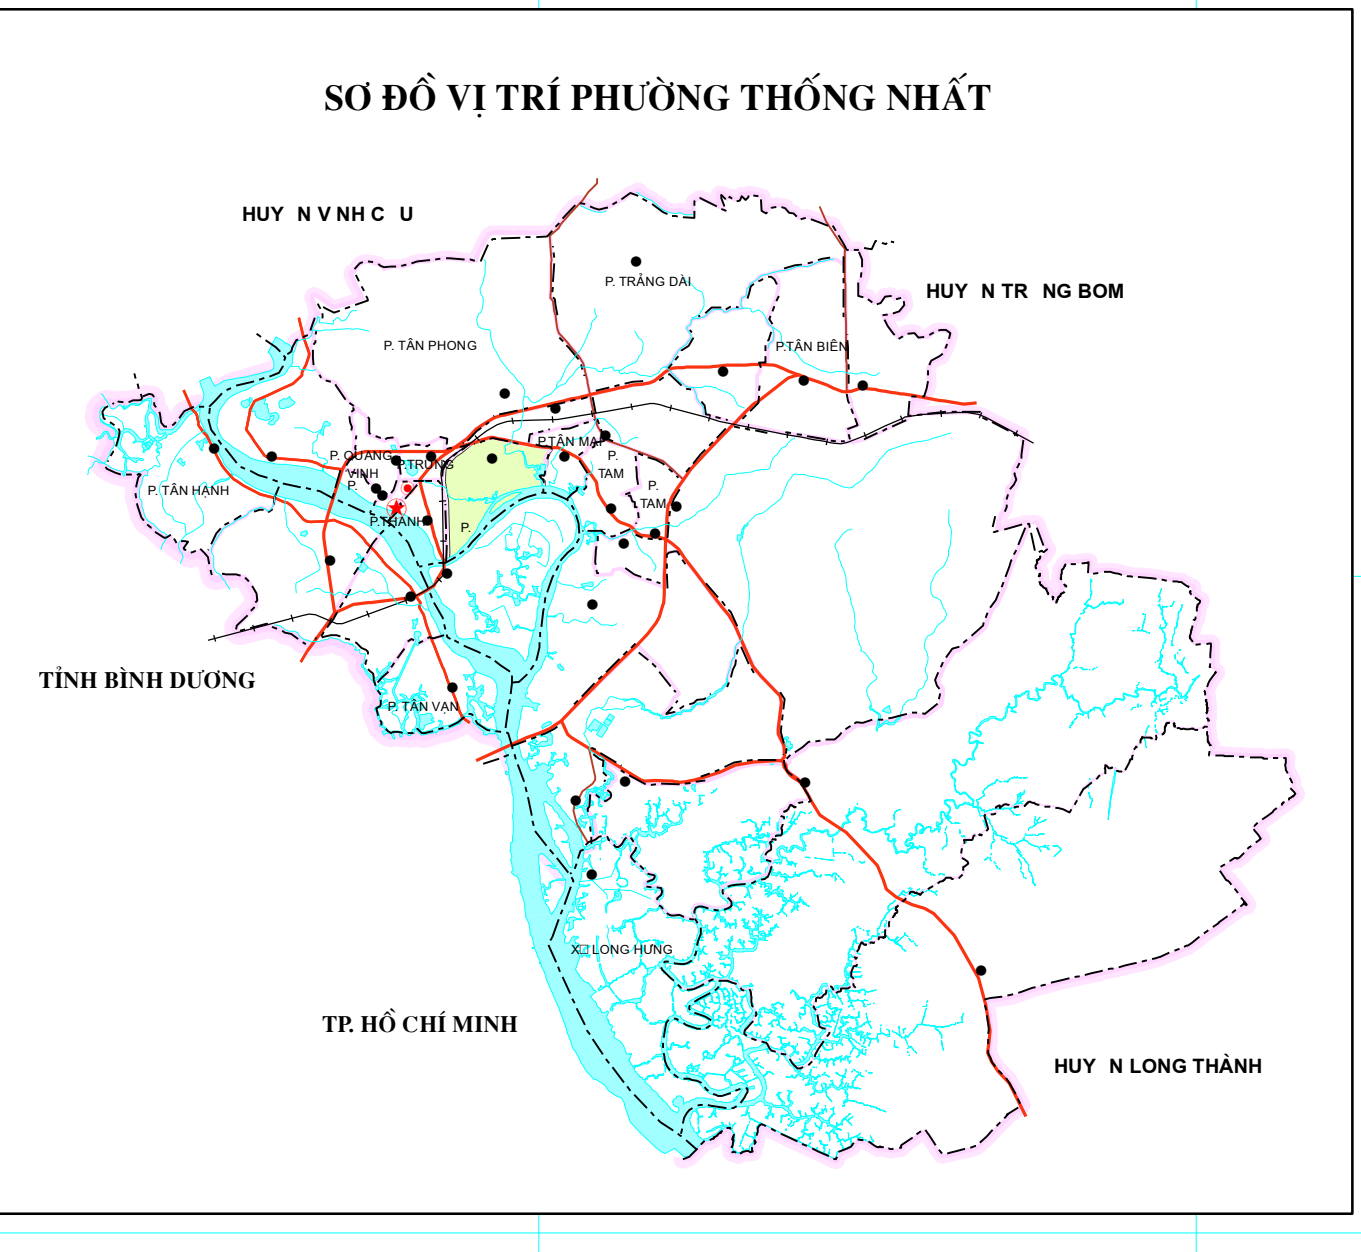 SƠ ĐỒ VỊ TRÍ PHƯỜNG THỐNG NHẤT
HUY N V NH C U
P. TRẢNG DÀI
HUY N TR NG BOM
P. TÂN PHONG
P.TÂN BIÊN
P.TÂN MAI
P. QUANG
VINH
P.TRUNG
P.
TAM
P.
TAM
P. TÂN HẠNH
P.
P.THANH
P.
TỈNH BÌNH DƯƠNG
P. TÂN VẠN
X□ LONG HƯNG
TP. HỒ CHÍ MINH
HUY N LONG THÀNH